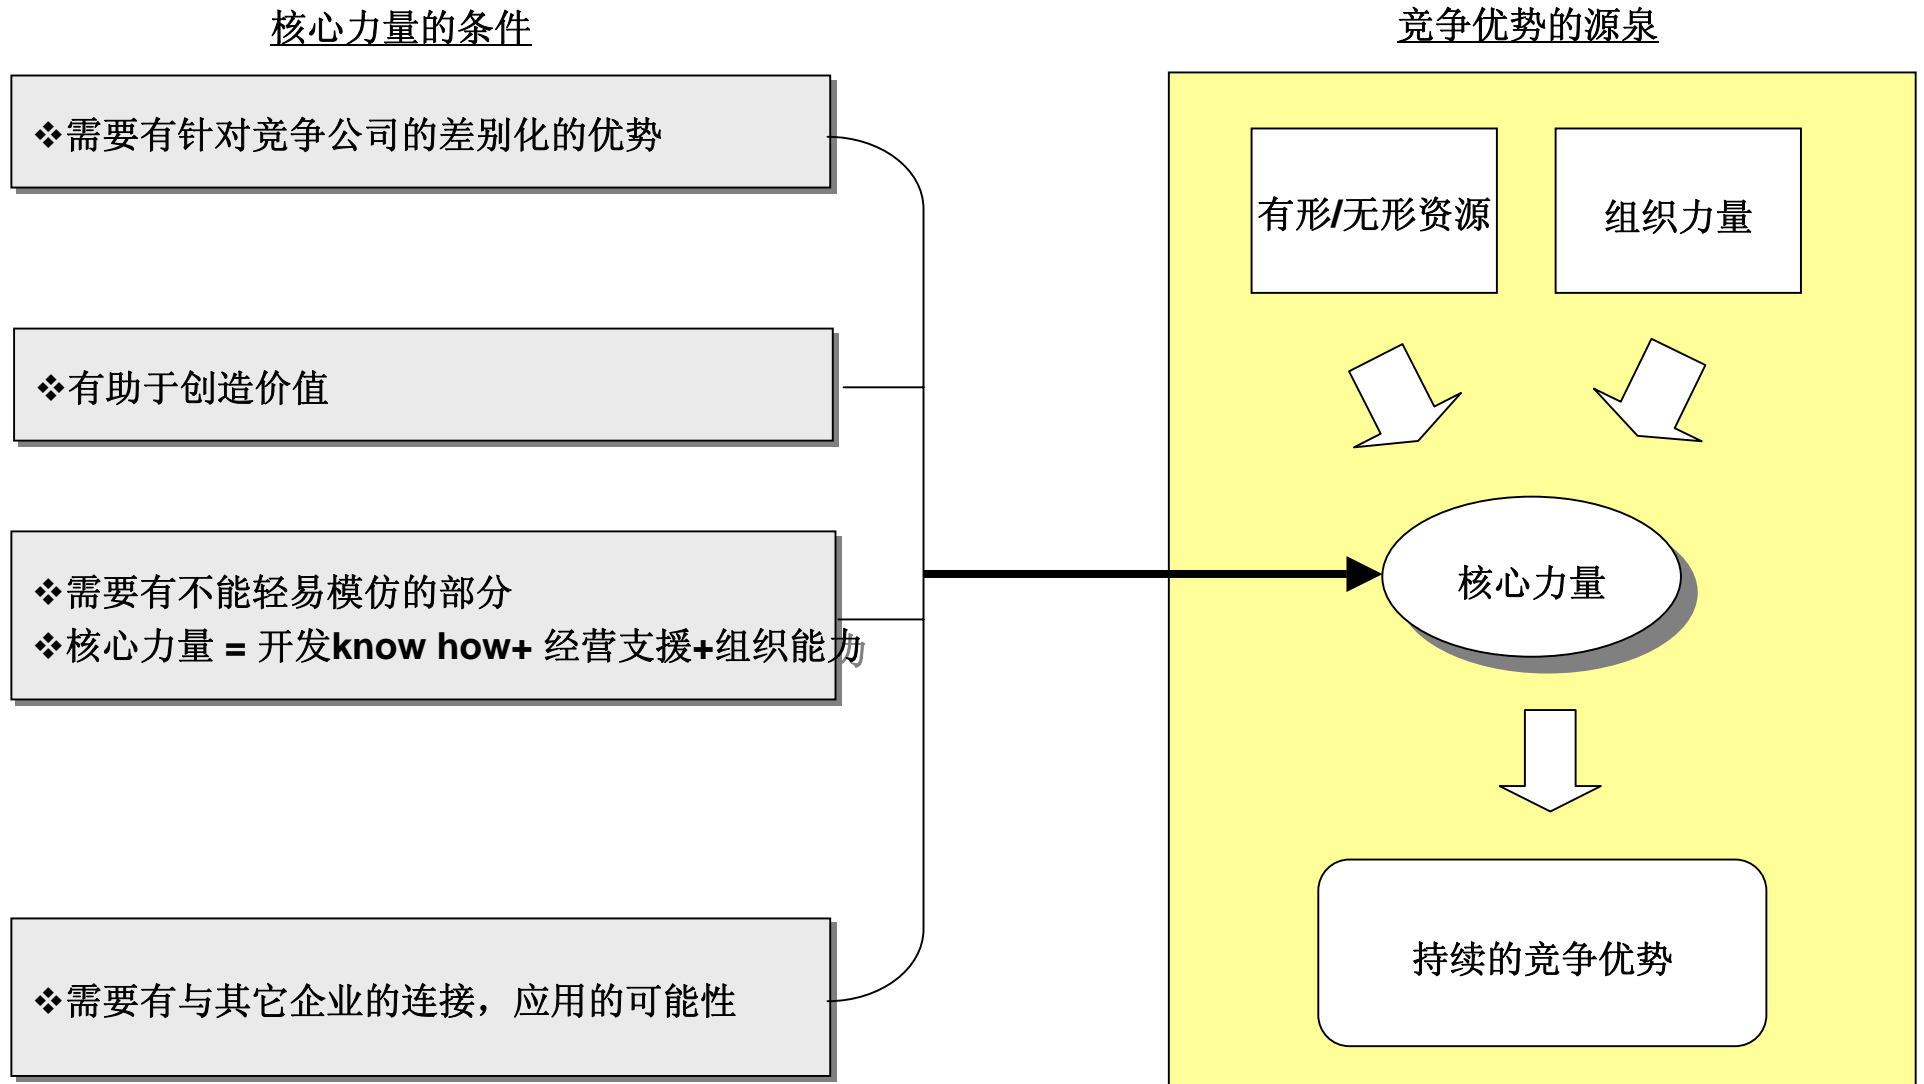 核心力量的条件
❖需要有针对竞争公司的差别化的优势
❖有助于创造价值
❖需要有不能轻易模仿的部分
❖核心力量 = 开发know how+ 经营支援+组织能力
❖需要有与其它企业的连接，应用的可能性
竞争优势的源泉
有形/无形资源
组织力量
核心力量
持续的竞争优势